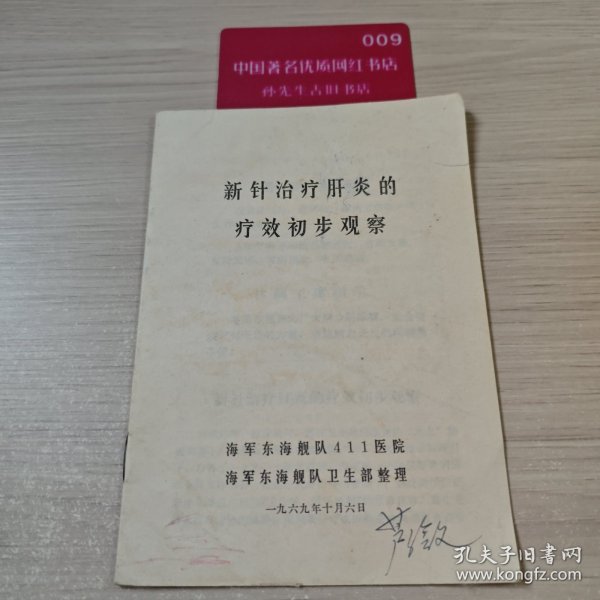 009
中国著名优质网红书店
孙先生古旧书店
新针治疗肝炎的
疗效初步观察
海军东海舰队411医院
海军东海舰队卫生部整理
一九六九年十月六日
孔夫子旧书网
www.kongfz.com